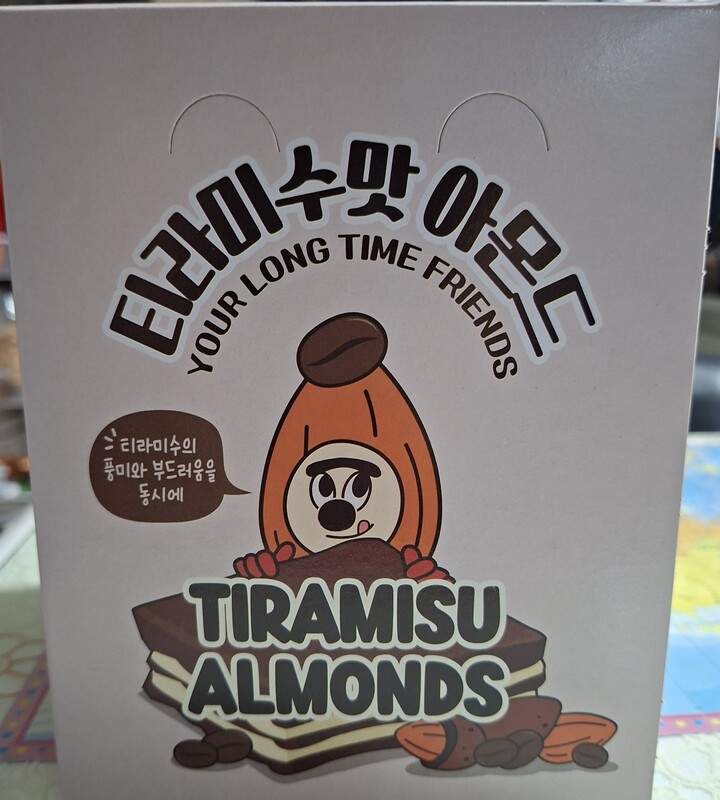 티라미수맛 아몬드
YOUR LONG TIME FRIENDS
티라미수의
풍미와 부드러움을
동시에
TIRAMISU
ALMONDS